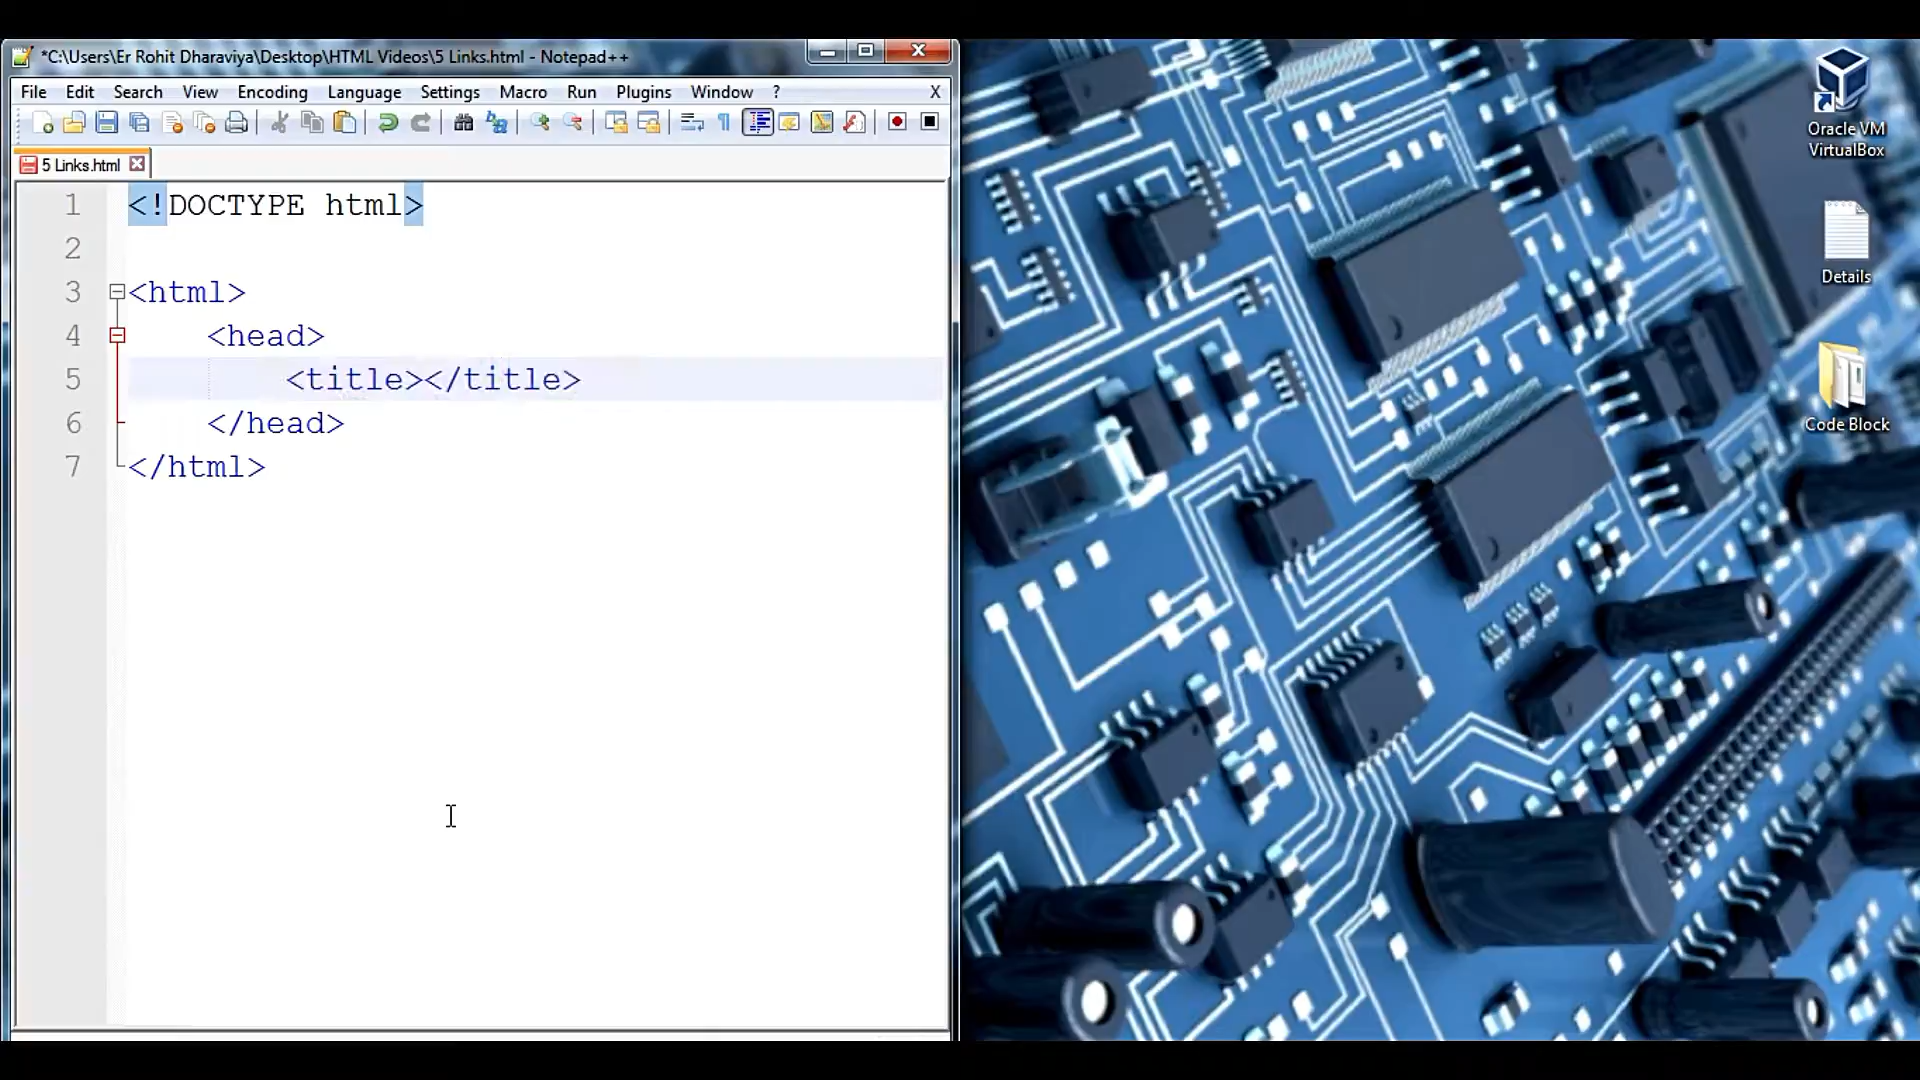 *C:\Users\Er Rohit Dharaviya\Desktop\HTML Videos\5 Links.html - Notepad++
File Edit Search View Encoding Language Settings Macro Run Plugins Window ? X
5 Links.html
1 <!DOCTYPE html>
2
3 <html>
4 <head>
5 <title></title>
6 </head>
7 </html>
Oracle VM
VirtualBox
Details
Code Block